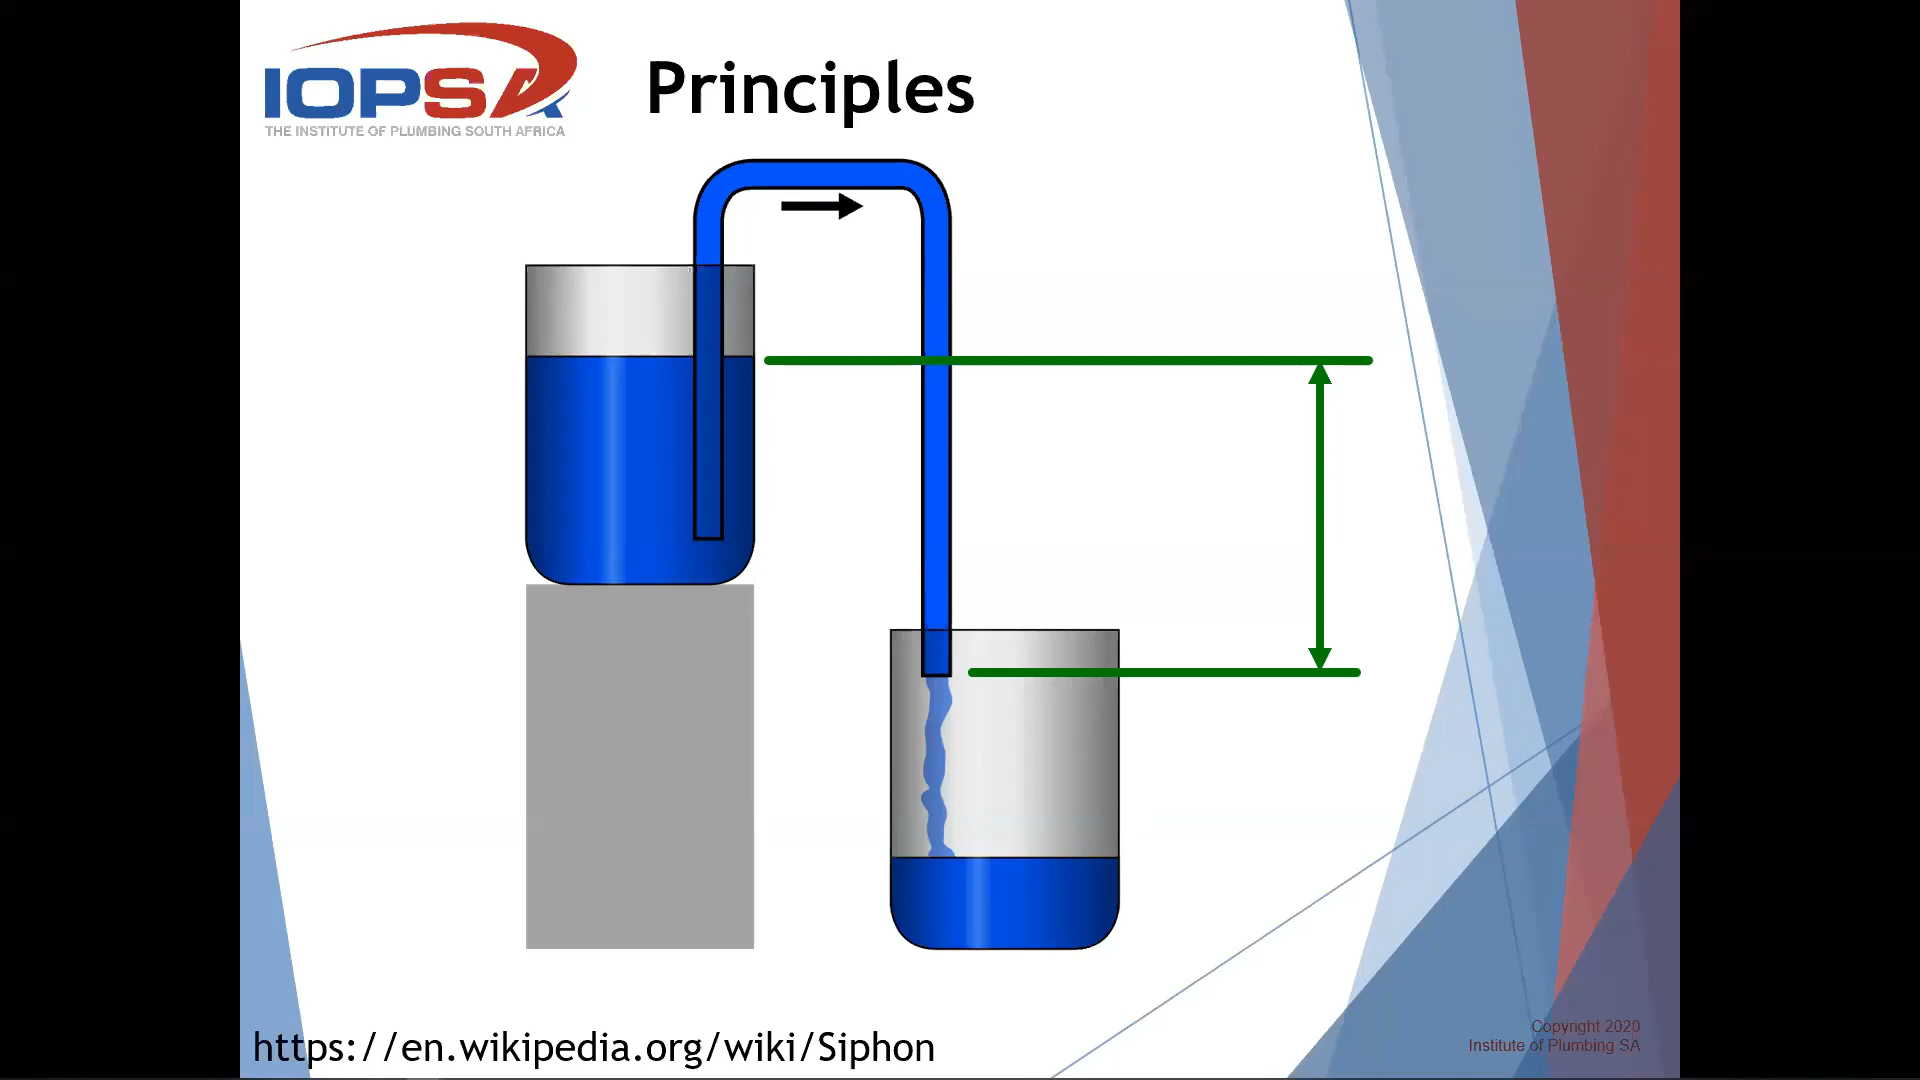 IOPSA
THE INSTITUTE OF PLUMBING SOUTH AFRICA
Principles
https://en.wikipedia.org/wiki/Siphon
Copyright 2020
Institute of Plumbing SA